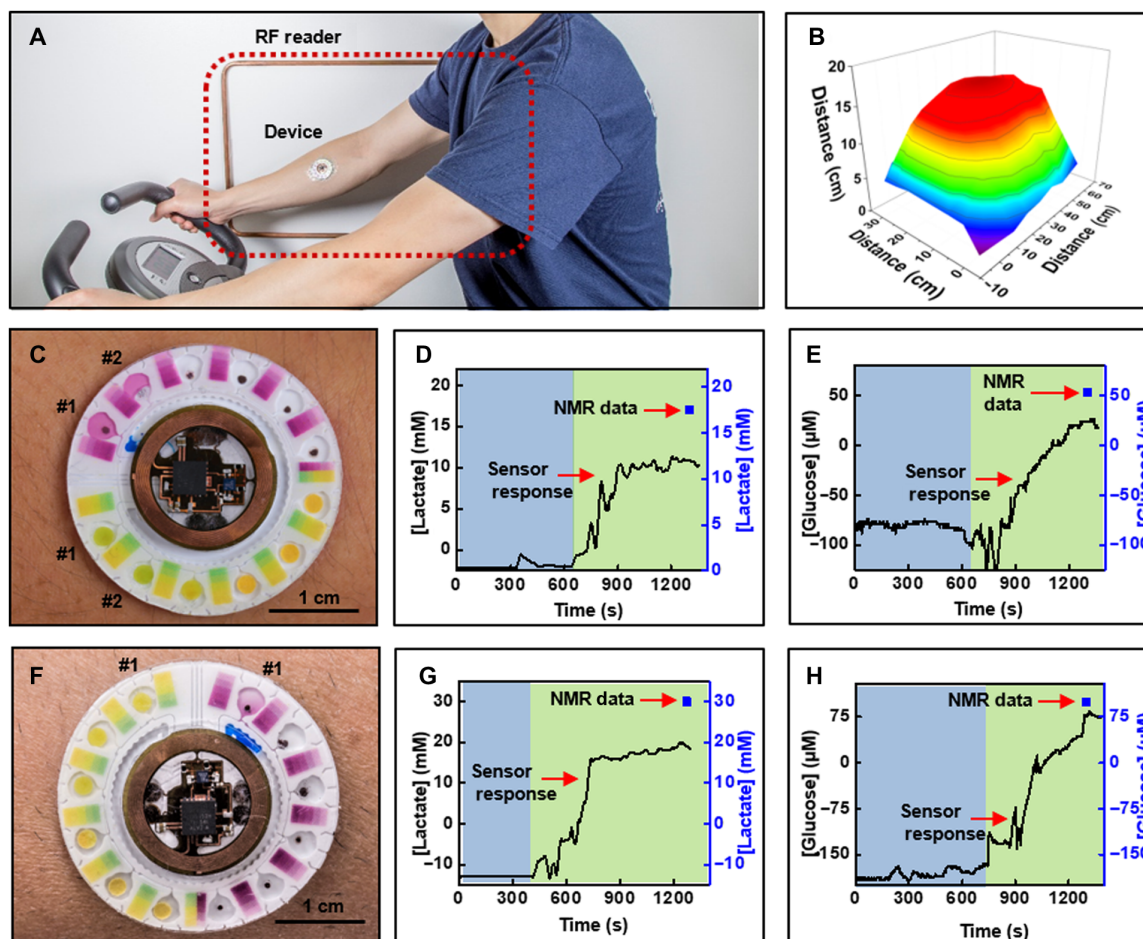 A
RF reader
Device
B
20
15
10
5
0
Distance (cm)
30
20
10
0
Distance (cm)
-10
0
10
20
30
40
50
60
70
Distance (cm)
C
#2
#1
#1
#2
1 cm
D
20
15
10
5
0
[Lactate] (mM)
NMR data
Sensor
response
20
15
10
5
0
[Lactate] (mM)
0 300 600 900 1200
Time (s)
E
50
0
−50
−100
[Glucose] (µM)
NMR
data
Sensor
response
50
0
−50
−100
[Glucose] (µM)
0 300 600 900 1200
Time (s)
F
#1
#1
1 cm
G
30
20
10
0
−10
[Lactate] (mM)
NMR data
Sensor
response
30
20
10
0
−10
[Lactate] (mM)
0 300 600 900 1200
Time (s)
H
75
0
−75
−150
[Glucose] (µM)
NMR data
Sensor
response
75
0
−75
−150
0 300 600 900 1200
Time (s)